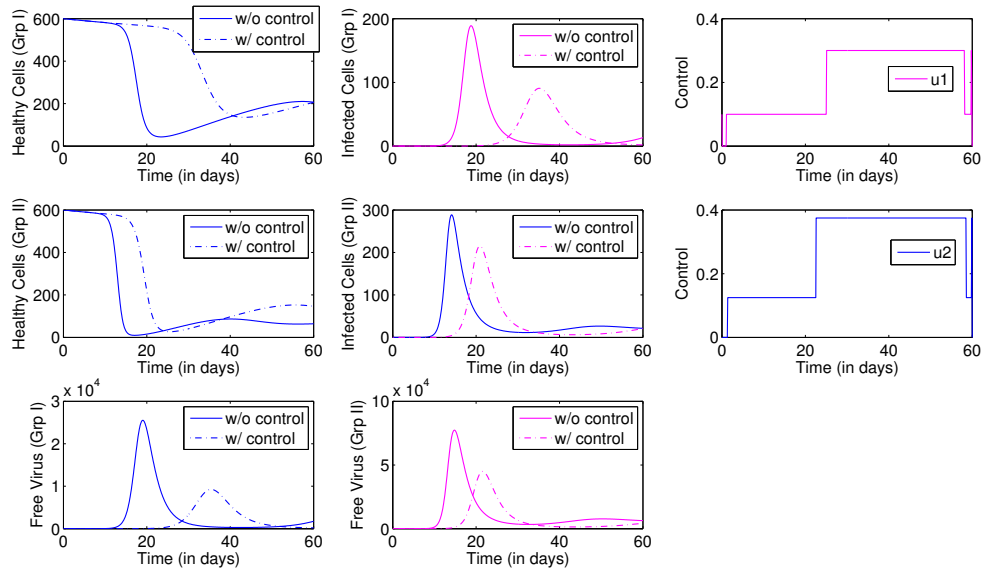 600
400
200
0
0
20
40
60
Time (in days)
Healthy Cells (Grp I)
w/o control
w/ control
200
100
0
0
20
40
60
Time (in days)
Infected Cells (Grp I)
w/o control
w/ control
0.4
0.2
0
0
20
40
60
Time (in days)
Control
u1
600
400
200
0
0
20
40
60
Time (in days)
Healthy Cells (Grp II)
w/o control
w/ control
300
200
100
0
0
20
40
60
Time (in days)
Infected Cells (Grp II)
w/o control
w/ control
0.4
0.2
0
0
20
40
60
Time (in days)
Control
u2
x 10^4
3
2
1
0
0
20
40
60
Time (in days)
Free Virus (Grp I)
w/o control
w/ control
x 10^4
10
5
0
0
20
40
60
Time (in days)
Free Virus (Grp II)
w/o control
w/ control